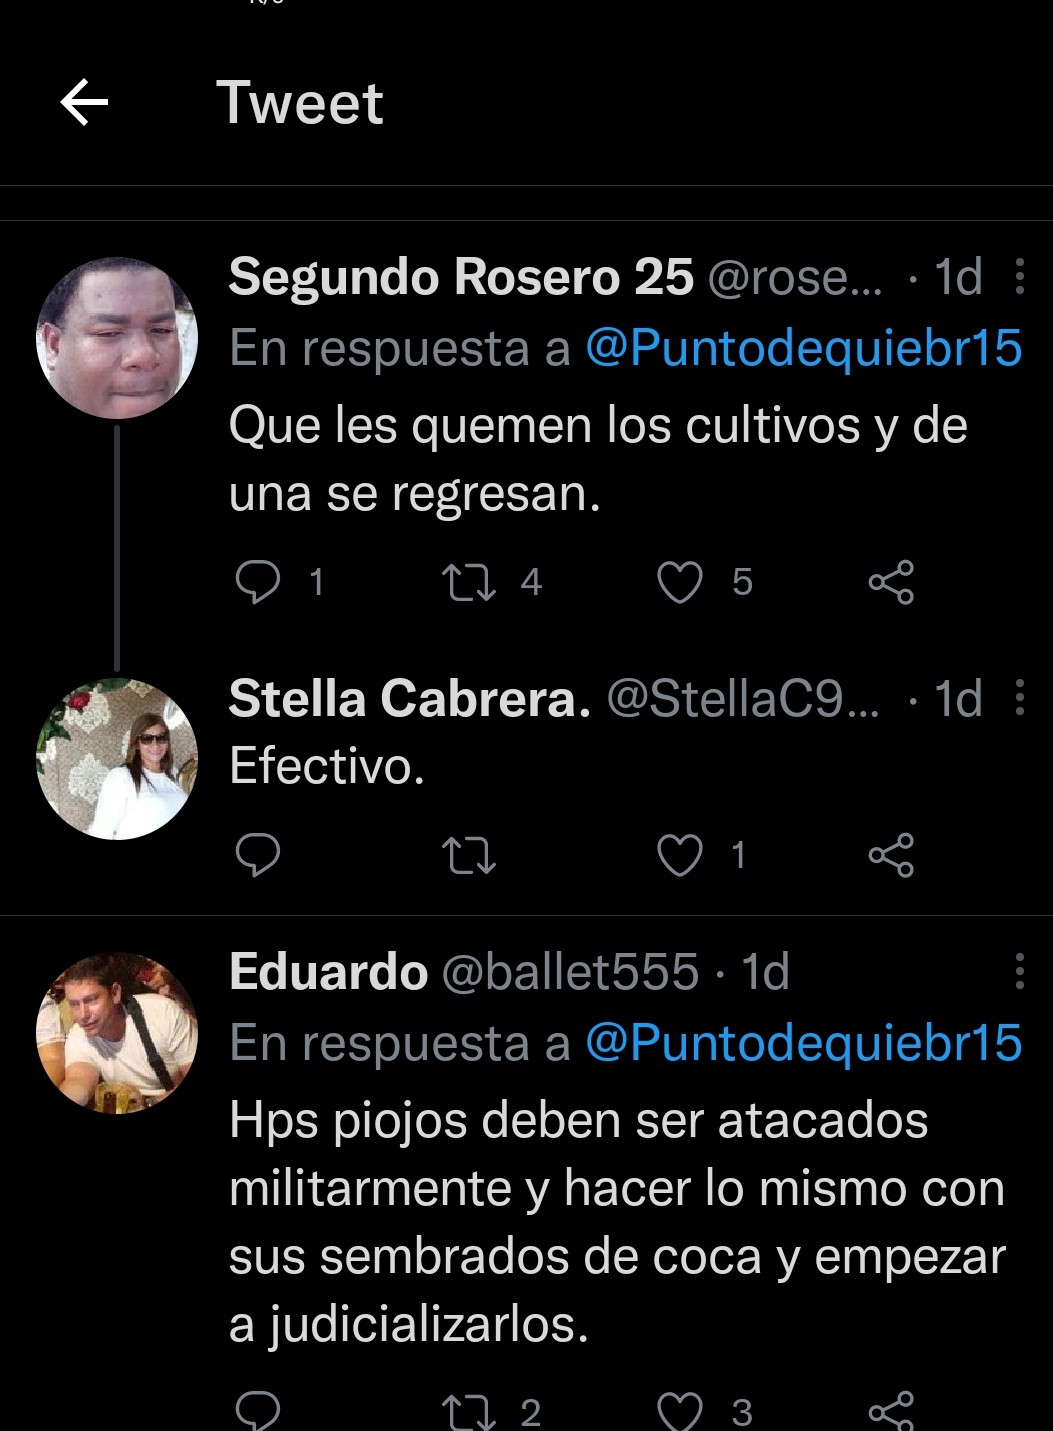 Tweet
Segundo Rosero 25 @rose... · 1d
En respuesta a @Puntodequiebr15
Que les quemen los cultivos y de
una se regresan.
1 4 5
Stella Cabrera. @StellaC9... · 1d
Efectivo.
1
Eduardo @ballet555 · 1d
En respuesta a @Puntodequiebr15
Hps piojos deben ser atacados
militarmente y hacer lo mismo con
sus sembrados de coca y empezar
a judicializarlos.
2 3